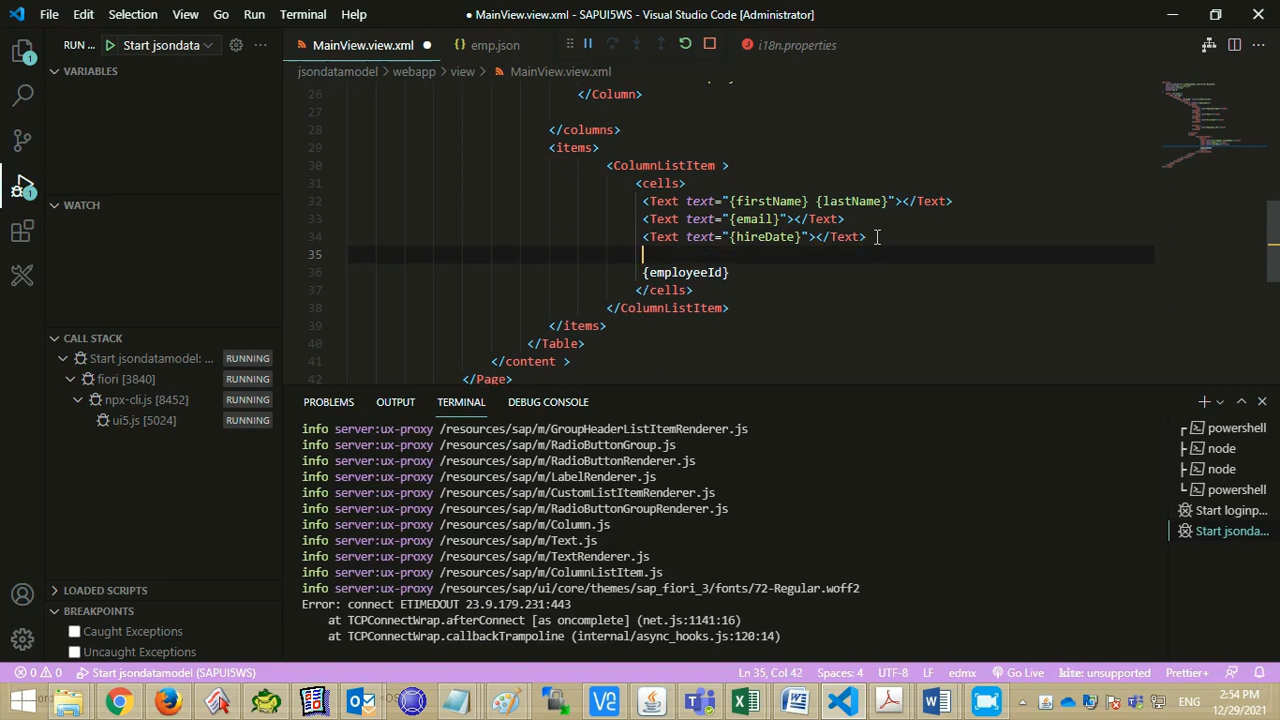 File Edit Selection View Go Run Terminal Help
● MainView.view.xml - SAPUI5WS - Visual Studio Code [Administrator]
RUN ... Start jsondata
MainView.view.xml ● emp.json i18n.properties
VARIABLES
jsondatamodel > webapp > view > MainView.view.xml
26 </Column>
27
28 </columns>
29 <items>
30 <ColumnListItem >
31 <cells>
32 <Text text="{firstName} {lastName}"></Text>
33 <Text text="{email}"></Text>
34 <Text text="{hireDate}"></Text>
35
36 {employeeId}
37 </cells>
38 </ColumnListItem>
39 </items>
40 </Table>
41 </content >
42 </Page>
WATCH
CALL STACK
Start jsondatamodel: ... RUNNING
fiori [3840] RUNNING
npx-cli.js [8452] RUNNING
ui5.js [5024] RUNNING
LOADED SCRIPTS
BREAKPOINTS
Caught Exceptions
Uncaught Exceptions
PROBLEMS OUTPUT TERMINAL DEBUG CONSOLE
info server:ux-proxy /resources/sap/m/GroupHeaderListItemRenderer.js
info server:ux-proxy /resources/sap/m/RadioButtonGroup.js
info server:ux-proxy /resources/sap/m/RadioButtonRenderer.js
info server:ux-proxy /resources/sap/m/LabelRenderer.js
info server:ux-proxy /resources/sap/m/CustomListItemRenderer.js
info server:ux-proxy /resources/sap/m/RadioButtonGroupRenderer.js
info server:ux-proxy /resources/sap/m/Column.js
info server:ux-proxy /resources/sap/m/Text.js
info server:ux-proxy /resources/sap/m/TextRenderer.js
info server:ux-proxy /resources/sap/m/ColumnListItem.js
info server:ux-proxy /resources/sap/ui/core/themes/sap_fiori_3/fonts/72-Regular.woff2
Error: connect ETIMEDOUT 23.9.179.231:443
at TCPConnectWrap.afterConnect [as oncomplete] (net.js:1141:16)
at TCPConnectWrap.callbackTrampoline (internal/async_hooks.js:120:14)
powershell
node
node
powershell
Start loginp...
Start jsonda...
0 0 Start jsondatamodel (SAPUI5WS)
Ln 35, Col 42 Spaces: 4 UTF-8 LF edmx Go Live kite: unsupported Prettier+
ENG
2:54 PM
12/29/2021